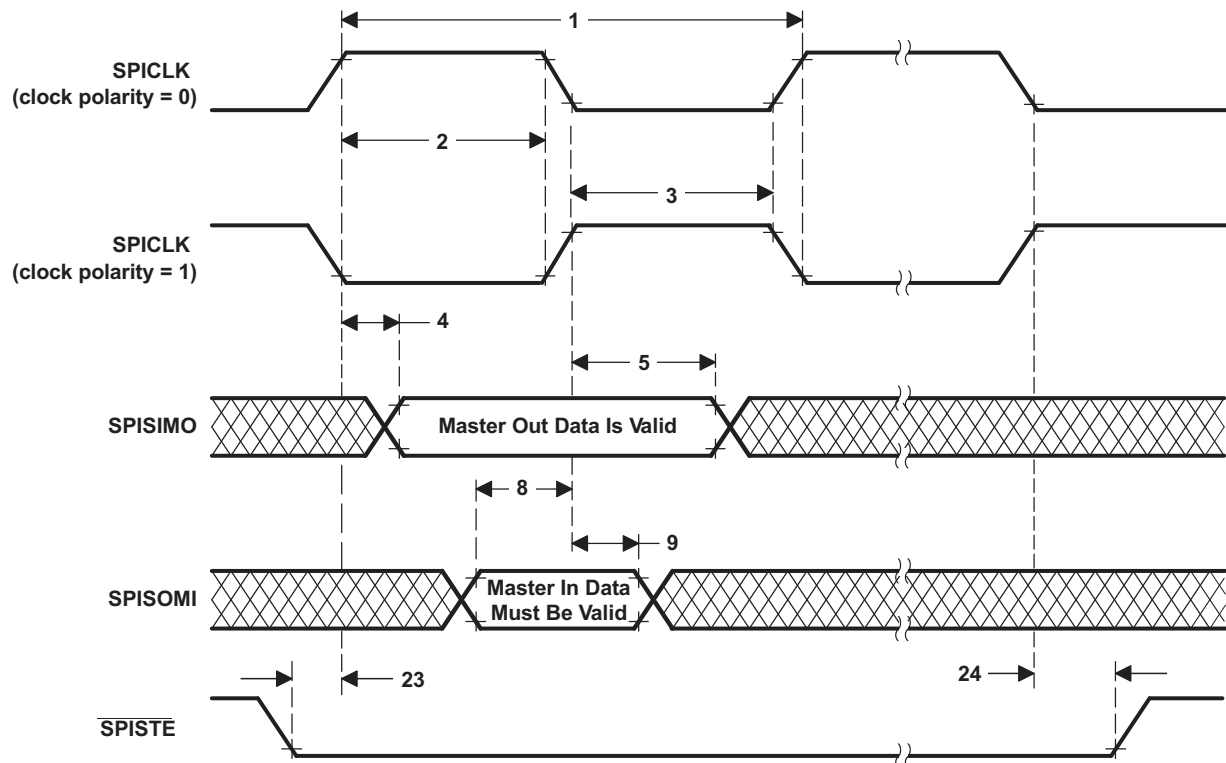 1
SPICLK
(clock polarity = 0)
2
3
SPICLK
(clock polarity = 1)
4
5
SPISIMO
Master Out Data Is Valid
8
9
SPISOMI
Master In Data
Must Be Valid
23
24
SPISTE